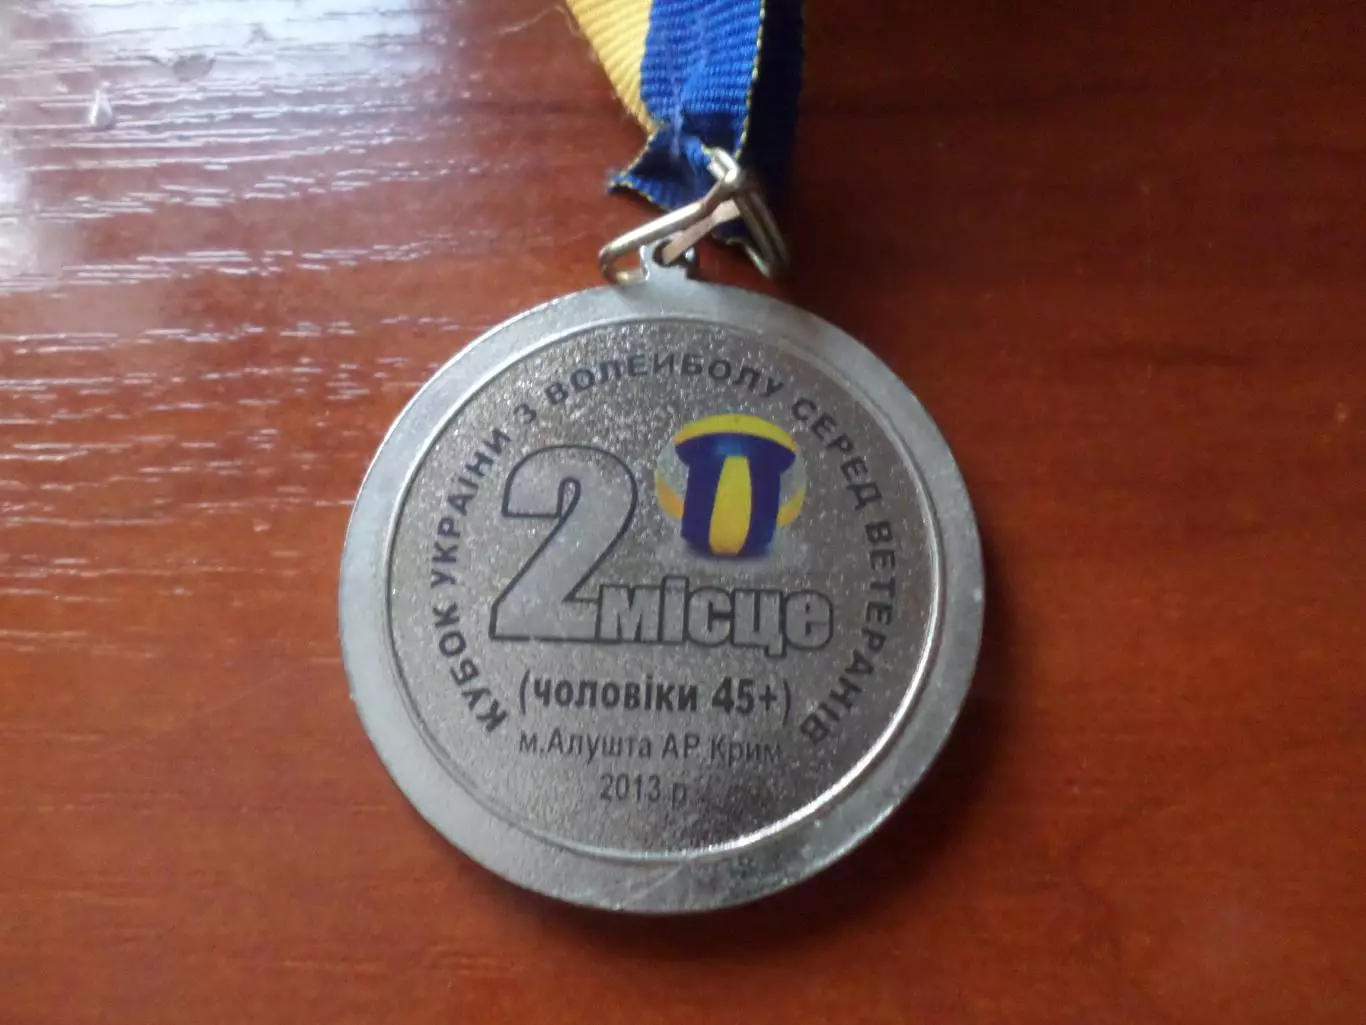 КУБОК УКРАЇНИ З ВОЛЕЙБОЛУ СЕРЕД ВЕТЕРАНІВ
2 місце
(чоловіки 45+)
м.Алушта АР Крим
2013 р